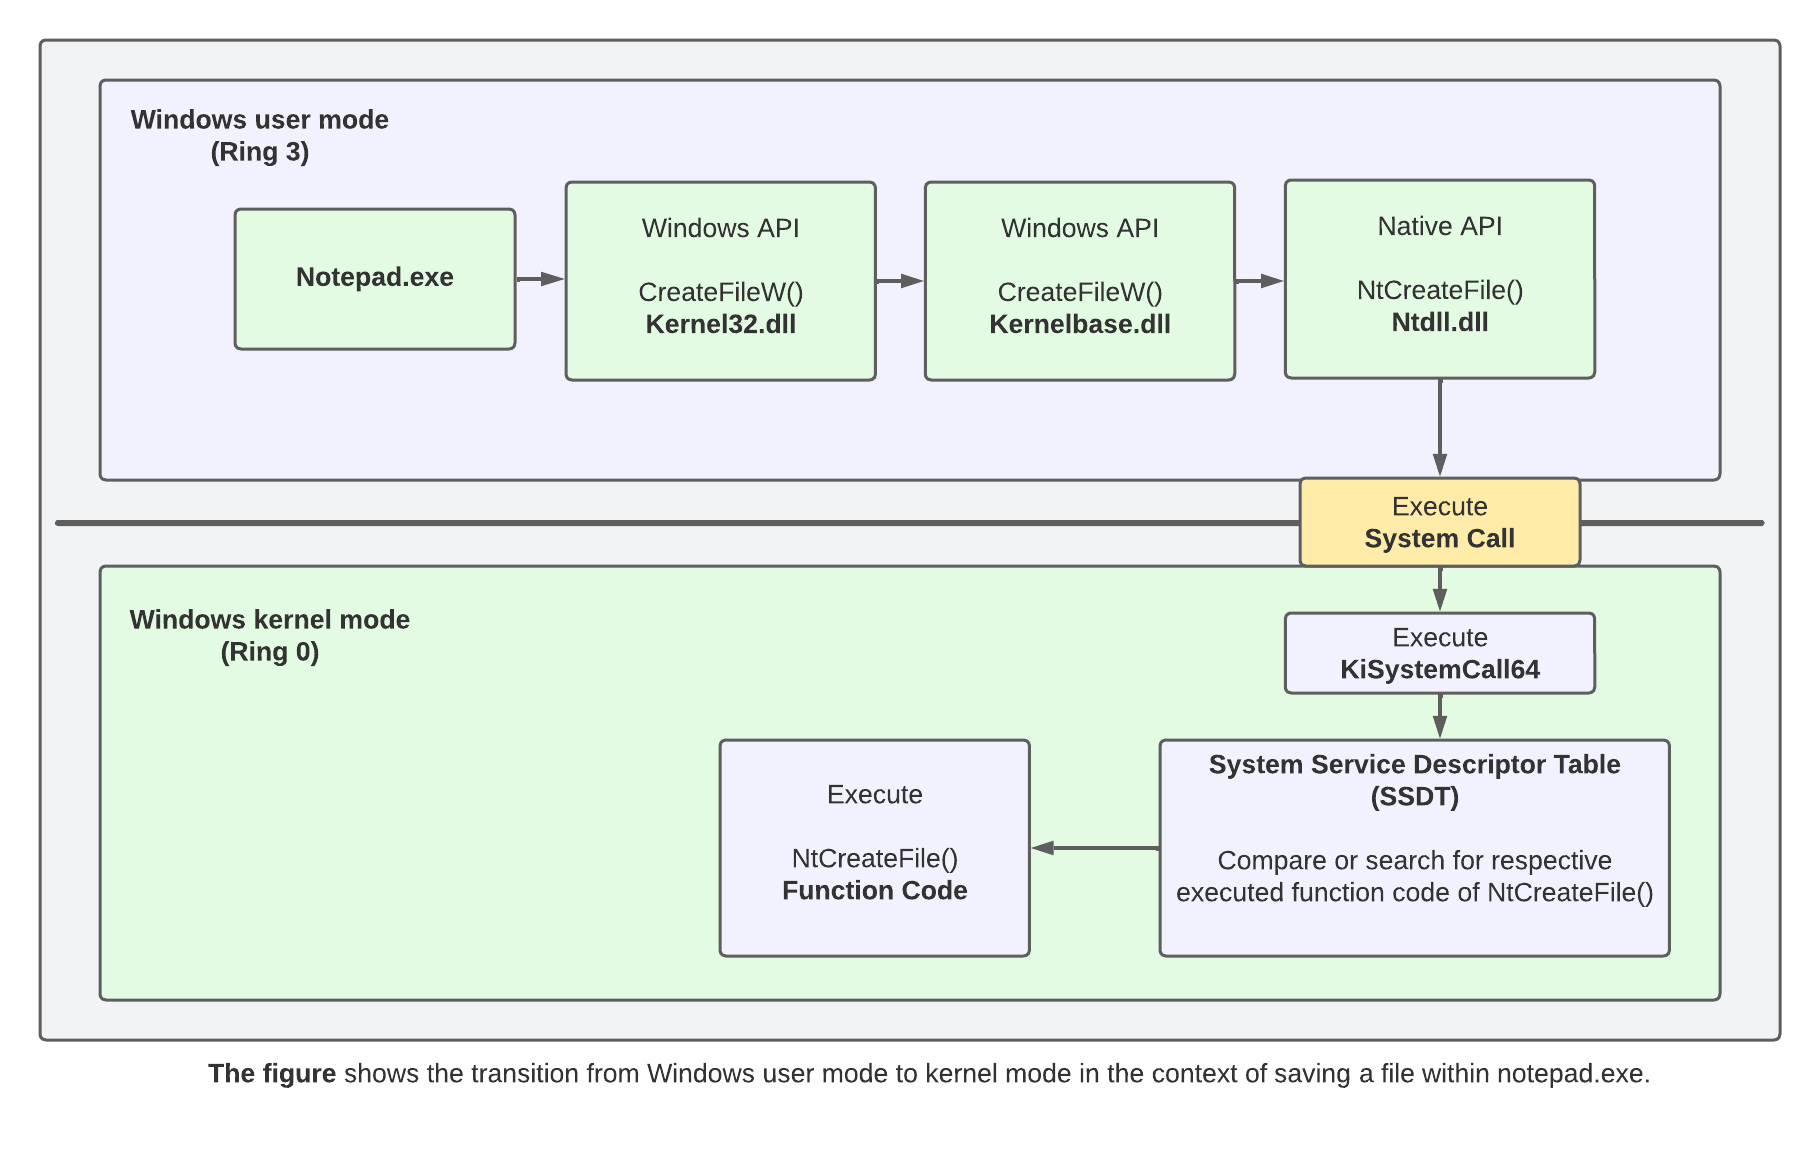 Windows user mode
(Ring 3)
Notepad.exe
Windows API
CreateFileW()
Kernel32.dll
Windows API
CreateFileW()
Kernelbase.dll
Native API
NtCreateFile()
Ntdll.dll
Execute
System Call
Windows kernel mode
(Ring 0)
Execute
KiSystemCall64
System Service Descriptor Table
(SSDT)
Compare or search for respective
executed function code of NtCreateFile()
Execute
NtCreateFile()
Function Code
The figure shows the transition from Windows user mode to kernel mode in the context of saving a file within notepad.exe.